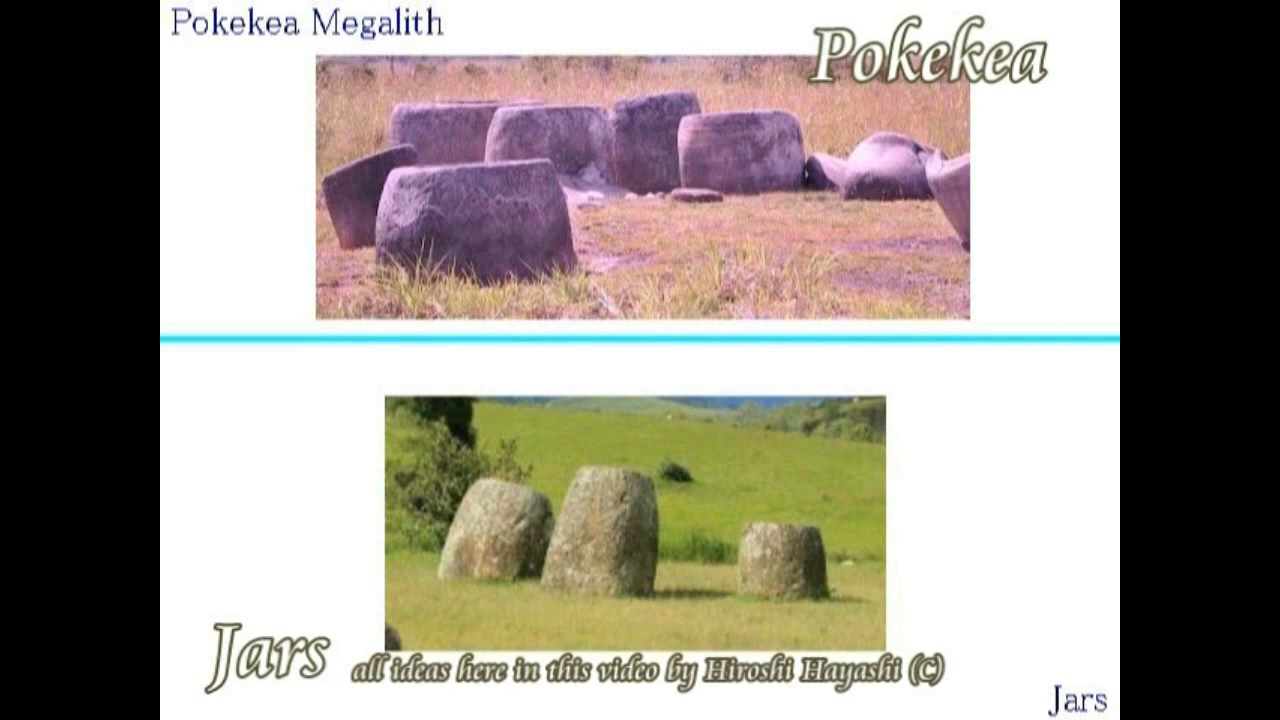 Pokekea Megalith
Pokekea
Jars
all ideas here in this video by Hiroshi Hayashi (C)
Jars